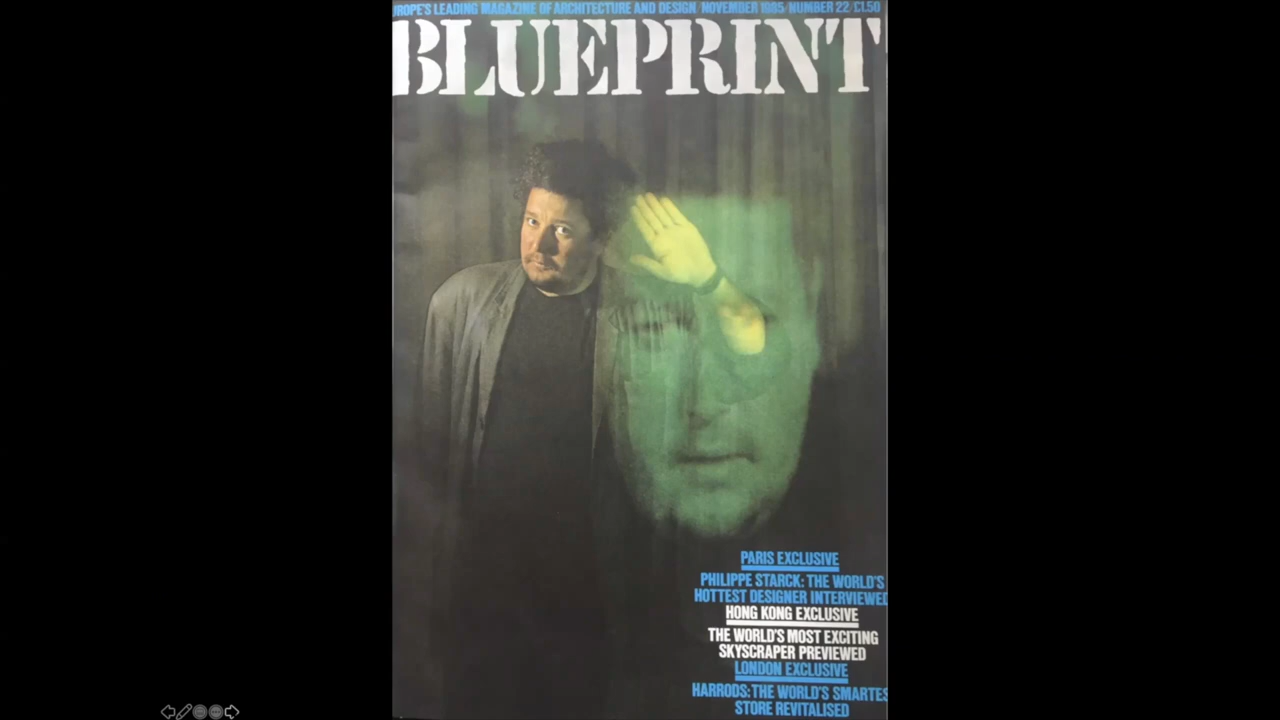 UROPE'S LEADING MAGAZINE OF ARCHITECTURE AND DESIGN/NOVEMBER 1985/NUMBER 22/£1.50
BLUEPRINT
PARIS EXCLUSIVE
PHILIPPE STARCK: THE WORLD'S
HOTTEST DESIGNER INTERVIEWED
HONG KONG EXCLUSIVE
THE WORLD'S MOST EXCITING
SKYSCRAPER PREVIEWED
LONDON EXCLUSIVE
HARRODS: THE WORLD'S SMARTES
STORE REVITALISED